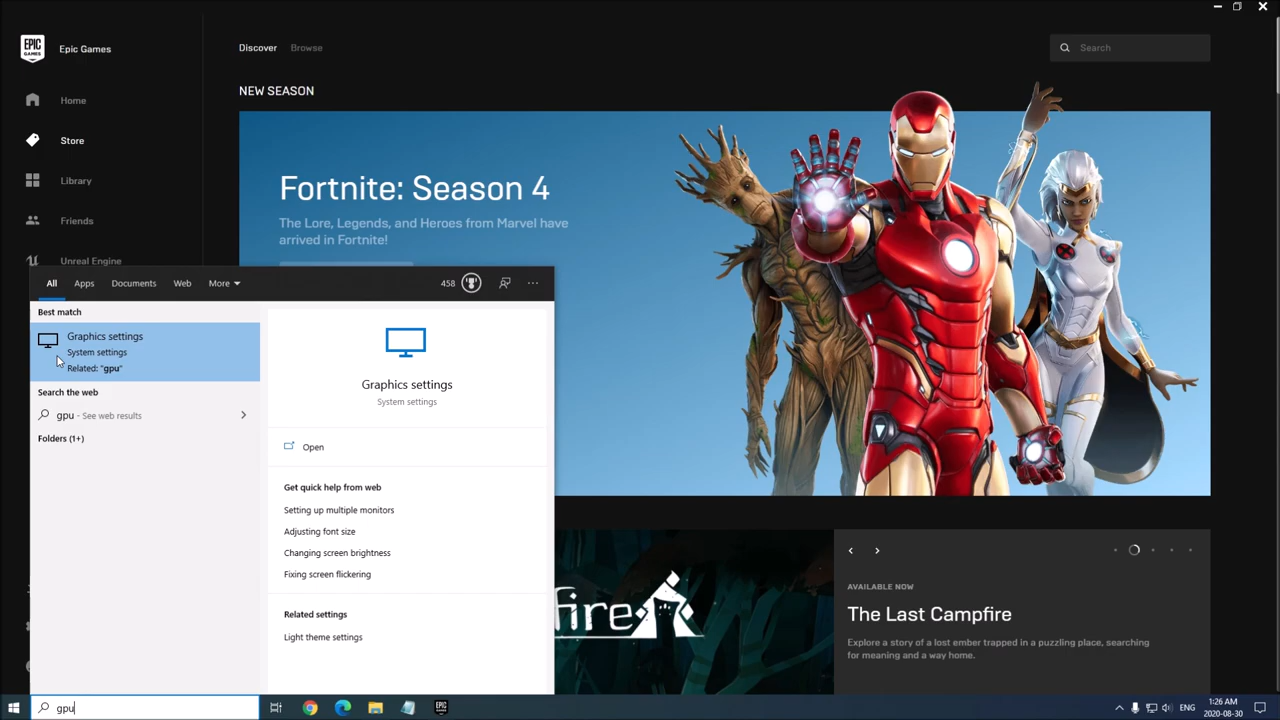 EPIC
GAMES
Epic Games
Home
Store
Library
Friends
Unreal Engine
Discover
Browse
Search
NEW SEASON
Fortnite: Season 4
The Lore, Legends, and Heroes from Marvel have
arrived in Fortnite!
All
Apps
Documents
Web
More
458
Best match
Graphics settings
System settings
Related: "gpu"
Search the web
gpu - See web results
Folders (1+)
Graphics settings
System settings
Open
Get quick help from web
Setting up multiple monitors
Adjusting font size
Changing screen brightness
Fixing screen flickering
Related settings
Light theme settings
fire
AVAILABLE NOW
The Last Campfire
Explore a story of a lost ember trapped in a puzzling place, searching
for meaning and a way home.
gpu
EPIC
ENG
1:26 AM
2020-08-30